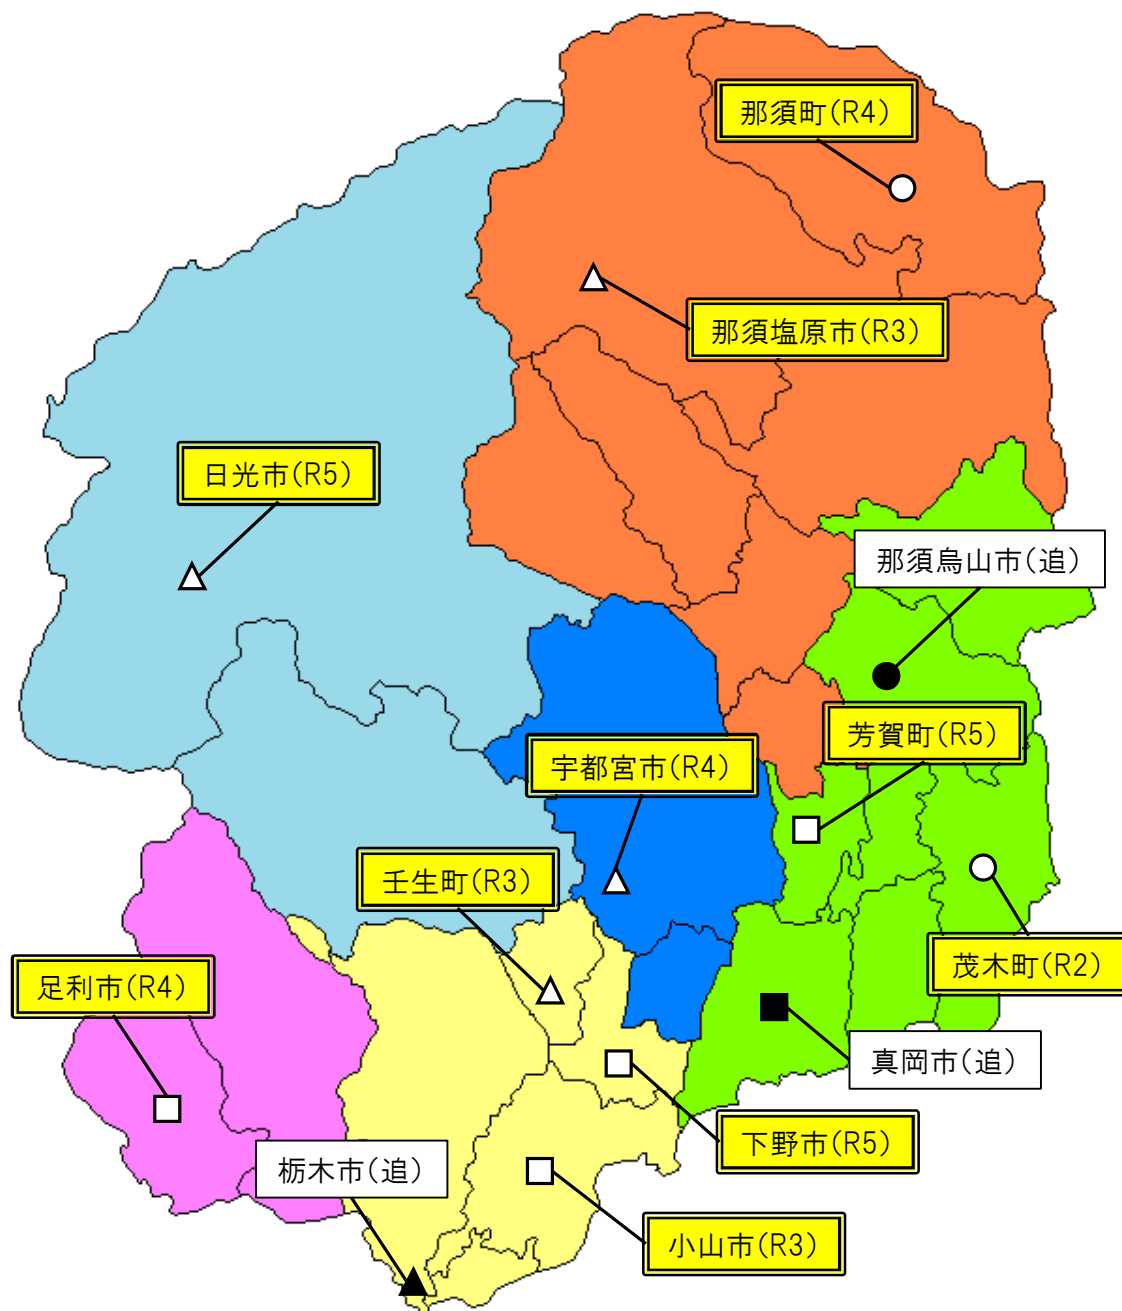 那須町(R4)
那須塩原市(R3)
日光市(R5)
那須烏山市(追)
芳賀町(R5)
宇都宮市(R4)
壬生町(R3)
茂木町(R2)
足利市(R4)
真岡市(追)
下野市(R5)
栃木市(追)
小山市(R3)